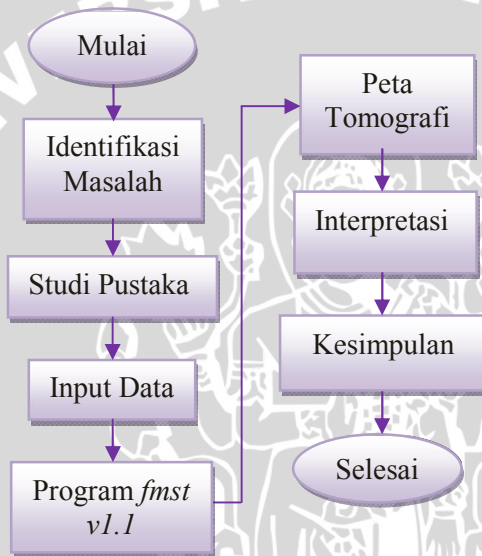 Mulai
Identifikasi
Masalah
Studi Pustaka
Input Data
Program fmst
v1.1
Peta
Tomografi
Interpretasi
Kesimpulan
Selesai